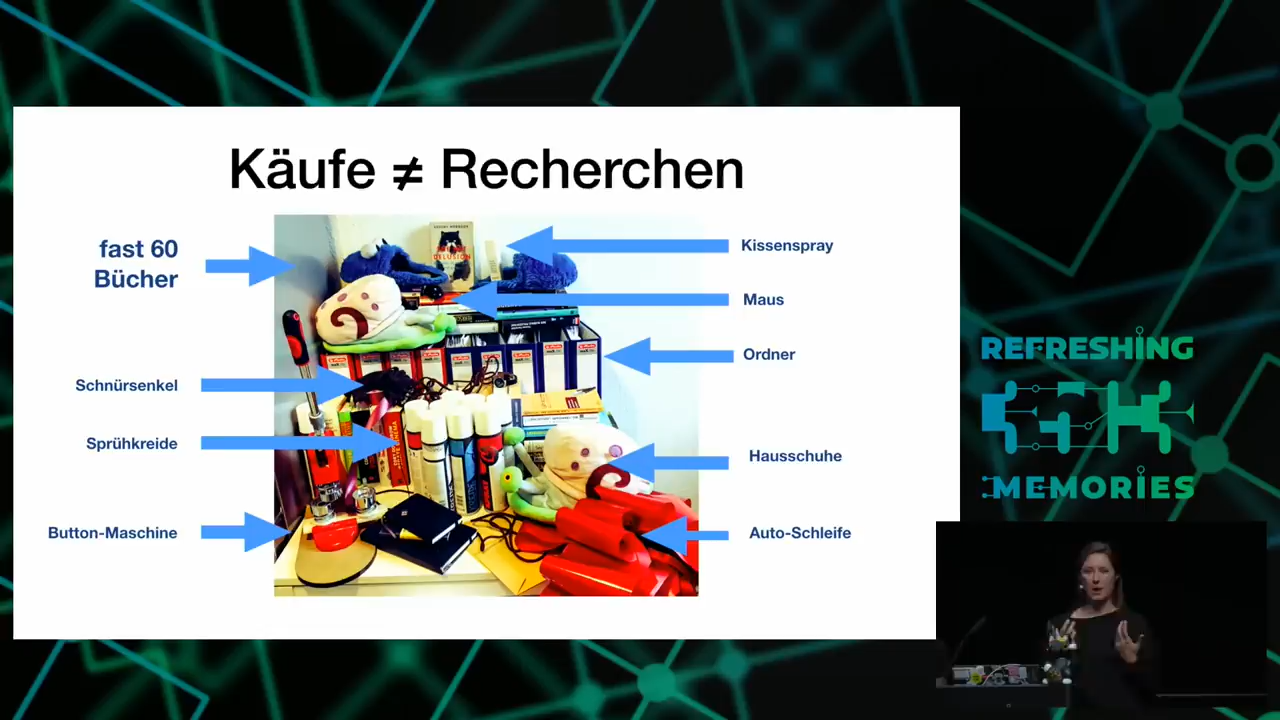 Käufe ≠ Recherchen
fast 60
Bücher
Kissenspray
Maus
Ordner
Schnürsenkel
Sprühkreide
Hausschuhe
Button-Maschine
Auto-Schleife
REFRESHING
MEMORIES